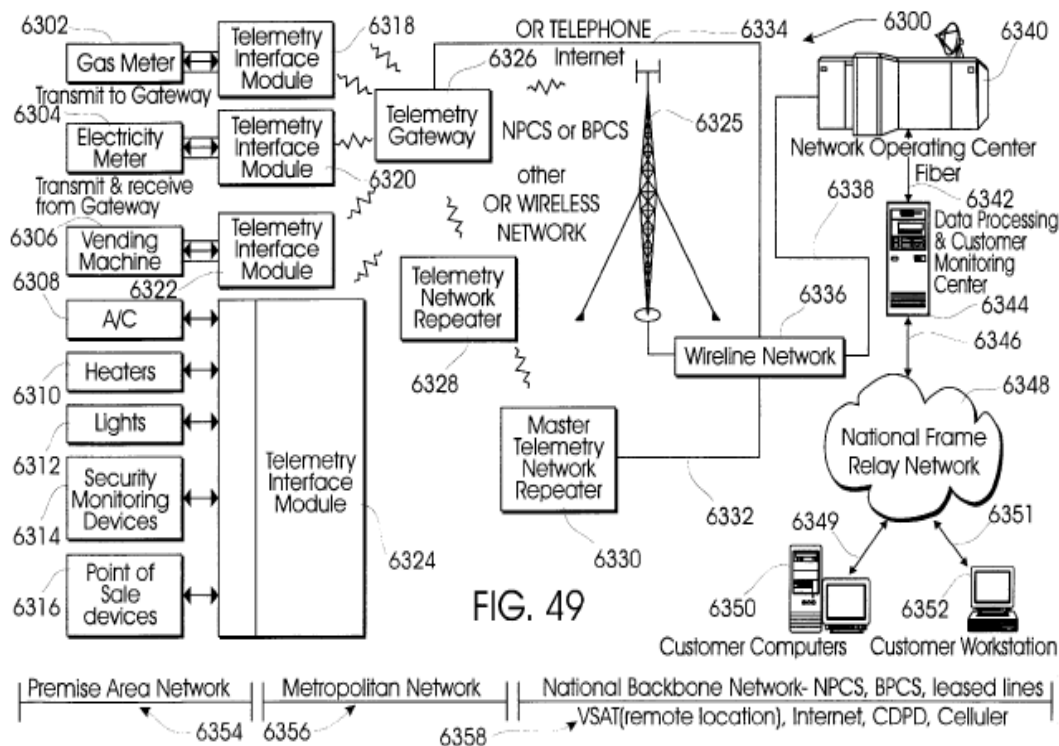 6302
Gas Meter
Telemetry
Interface
Module
6318
Transmit to Gateway
6304
Electricity
Meter
Telemetry
Interface
Module
6320
Transmit & receive
from Gateway
6306
Vending
Machine
Telemetry
Interface
Module
6322
6308
A/C
6310
Heaters
6312
Lights
6314
Security
Monitoring
Devices
6316
Point of
Sale
devices
Telemetry
Interface
Module
6324
6326
Telemetry
Gateway
OR TELEPHONE
Internet
6334
NPCS or BPCS
other
OR WIRELESS
NETWORK
6325
Telemetry
Network
Repeater
6328
Master
Telemetry
Network
Repeater
6330
6332
6336
Wireline Network
6338
6300
6340
Network Operating Center
Fiber
6342
Data Processing
& Customer
Monitoring
Center
6344
6346
6348
National Frame
Relay Network
6349
6351
6350
6352
Customer Computers
Customer Workstation
FIG. 49
Premise Area Network
6354
Metropolitan Network
6356
National Backbone Network- NPCS, BPCS, leased lines
VSAT(remote location), Internet, CDPD, Celluler
6358